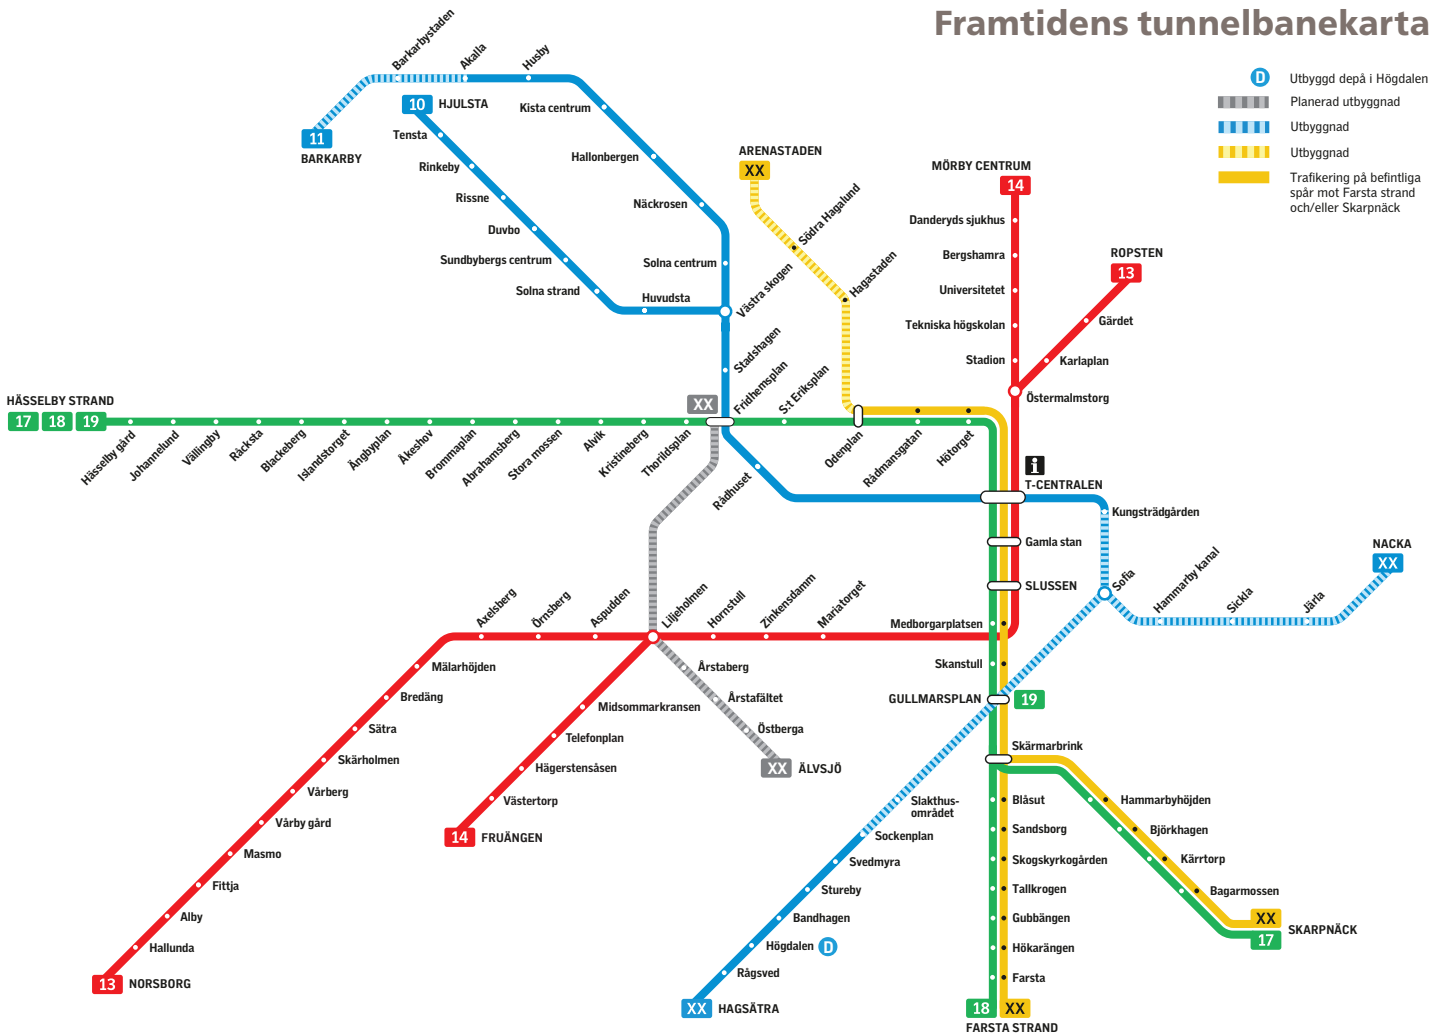 Framtidens tunnelbanekarta
D Utbyggd depå i Högdalen
Planerad utbyggnad
Utbyggnad
Utbyggnad
Trafikering på befintliga
spår mot Farsta strand
och/eller Skarpnäck
Barkarbystaden
Akalla
Husby
11
BARKARBY
10 HJULSTA
Tensta
Rinkeby
Rissne
Duvbo
Sundbybergs centrum
Solna strand
Huvudsta
Kista centrum
Hallonbergen
Näckrosen
Solna centrum
Västra skogen
Stadshagen
Fridhemsplan
XX
ARENASTADEN
XX
Södra Hagalund
Hagastaden
MÖRBY CENTRUM
14
Danderyds sjukhus
Bergshamra
Universitetet
Tekniska högskolan
Stadion
ROPSTEN
13
Gärdet
Karlaplan
Östermalmstorg
HÄSSELBY STRAND
17 18 19
Hässelby gård
Johannelund
Vällingby
Råcksta
Blackeberg
Islandstorget
Ängbyplan
Åkeshov
Brommaplan
Abrahamsberg
Stora mossen
Alvik
Kristineberg
Thorildsplan
S:t Eriksplan
Odenplan
Rådmansgatan
Hötorget
Rådhuset
i
T-CENTRALEN
Kungsträdgården
Gamla stan
SLUSSEN
Sofia
Hammarby kanal
Sickla
Järla
NACKA
XX
Axelsberg
Örnsberg
Aspudden
Liljeholmen
Hornstull
Zinkensdamm
Mariatorget
Medborgarplatsen
Skanstull
GULLMARSPLAN
19
Mälarhöjden
Bredäng
Sätra
Skärholmen
Vårberg
Vårby gård
Masmo
Fittja
Alby
Hallunda
13 NORSBORG
Midsommarkransen
Telefonplan
Hägerstensåsen
Västertorp
14 FRUÄNGEN
Årstaberg
Årstafältet
Östberga
XX ÄLVSJÖ
Skärmarbrink
Blåsut
Sandsborg
Skogskyrkogården
Tallkrogen
Gubbängen
Hökarängen
Farsta
18 XX
FARSTA STRAND
Hammarbyhöjden
Björkhagen
Kärrtorp
Bagarmossen
XX
17
SKARPNÄCK
Slakthus-
området
Sockenplan
Svedmyra
Stureby
Bandhagen
Högdalen D
Rågsved
XX HAGSÄTRA